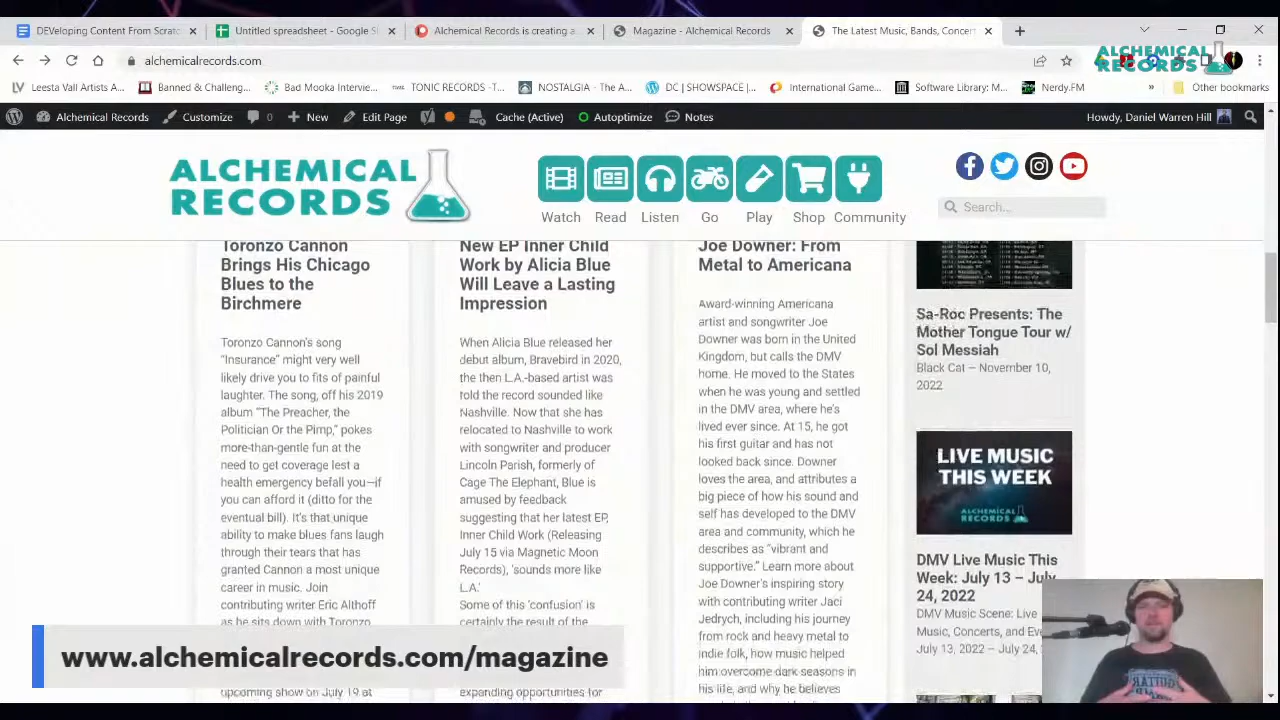 DEVeloping Content From Scratc
Untitled spreadsheet - Google S
Alchemical Records is creating a
Magazine - Alchemical Records
The Latest Music, Bands, Concert
alchemicalrecords.com
ALCHEMICAL
RECORDS
Leesta Vall Artists A...
Banned & Challeng...
Bad Mood: Intervie...
TONIC RECORDS - T...
NOSTALGIA - The A...
DC | SHOWSPACE |...
International Game...
Software Library: M...
Nerdy.FM
»
Other bookmarks
Alchemical Records
Customize
0
New
Edit Page
Cache (Active)
Autoptimize
Notes
Howdy, Daniel Warren Hill
ALCHEMICAL
RECORDS
Watch
Read
Listen
Go
Play
Shop
Community
Search...
Toronzo Cannon
Brings His Chicago
Blues to the
Birchmere
Toronzo Cannon's song
"Insurance" might very well
likely drive you to fits of painful
laughter. The song, off his 2019
album "The Preacher, the
Politician Or the Pimp," pokes
more-than-gentle fun at the
need to get coverage lest a
health emergency befall you—if
you can afford it (ditto for the
eventual bill). It's that unique
ability to make blues fans laugh
through their tears that has
granted Cannon a most unique
career in music. Join
contributing writer Eric Althoff
as he sits down with Toronzo
upcoming show on July 19 at
New EP Inner Child
Work by Alicia Blue
Will Leave a Lasting
Impression
When Alicia Blue released her
debut album, Bravebird in 2020,
the then L.A.-based artist was
told the record sounded like
Nashville. Now that she has
relocated to Nashville to work
with songwriter and producer
Lincoln Parish, formerly of
Cage The Elephant, Blue is
amused by feedback
suggesting that her latest EP,
Inner Child Work (Releasing
July 15 via Magnetic Moon
Records), 'sounds more like
L.A.'
Some of this 'confusion' is
certainly the result of the
expanding opportunities for
Joe Downer: From
Metal to Americana
Award-winning Americana
artist and songwriter Joe
Downer was born in the United
Kingdom, but calls the DMV
home. He moved to the States
when he was young and settled
in the DMV area, where he's
lived ever since. At 15, he got
his first guitar and has not
looked back since. Downer
loves the area, and attributes a
big piece of how his sound and
self has developed to the DMV
area and community, which he
describes as "vibrant and
supportive." Learn more about
Joe Downer's inspiring story
with contributing writer Jaci
Jedrych, including his journey
from rock and heavy metal to
indie folk, how music helped
him overcome dark seasons in
his life, and why he believes
Sa-Roc Presents: The
Mother Tongue Tour w/
Sol Messiah
Black Cat – November 10,
2022
LIVE MUSIC
THIS WEEK
ALCHEMICAL
RECORDS
DMV Live Music This
Week: July 13 – July
24, 2022
DMV Music Scene: Live
Music, Concerts, and Eve
July 13, 2022 – July 24,
www.alchemicalrecords.com/magazine